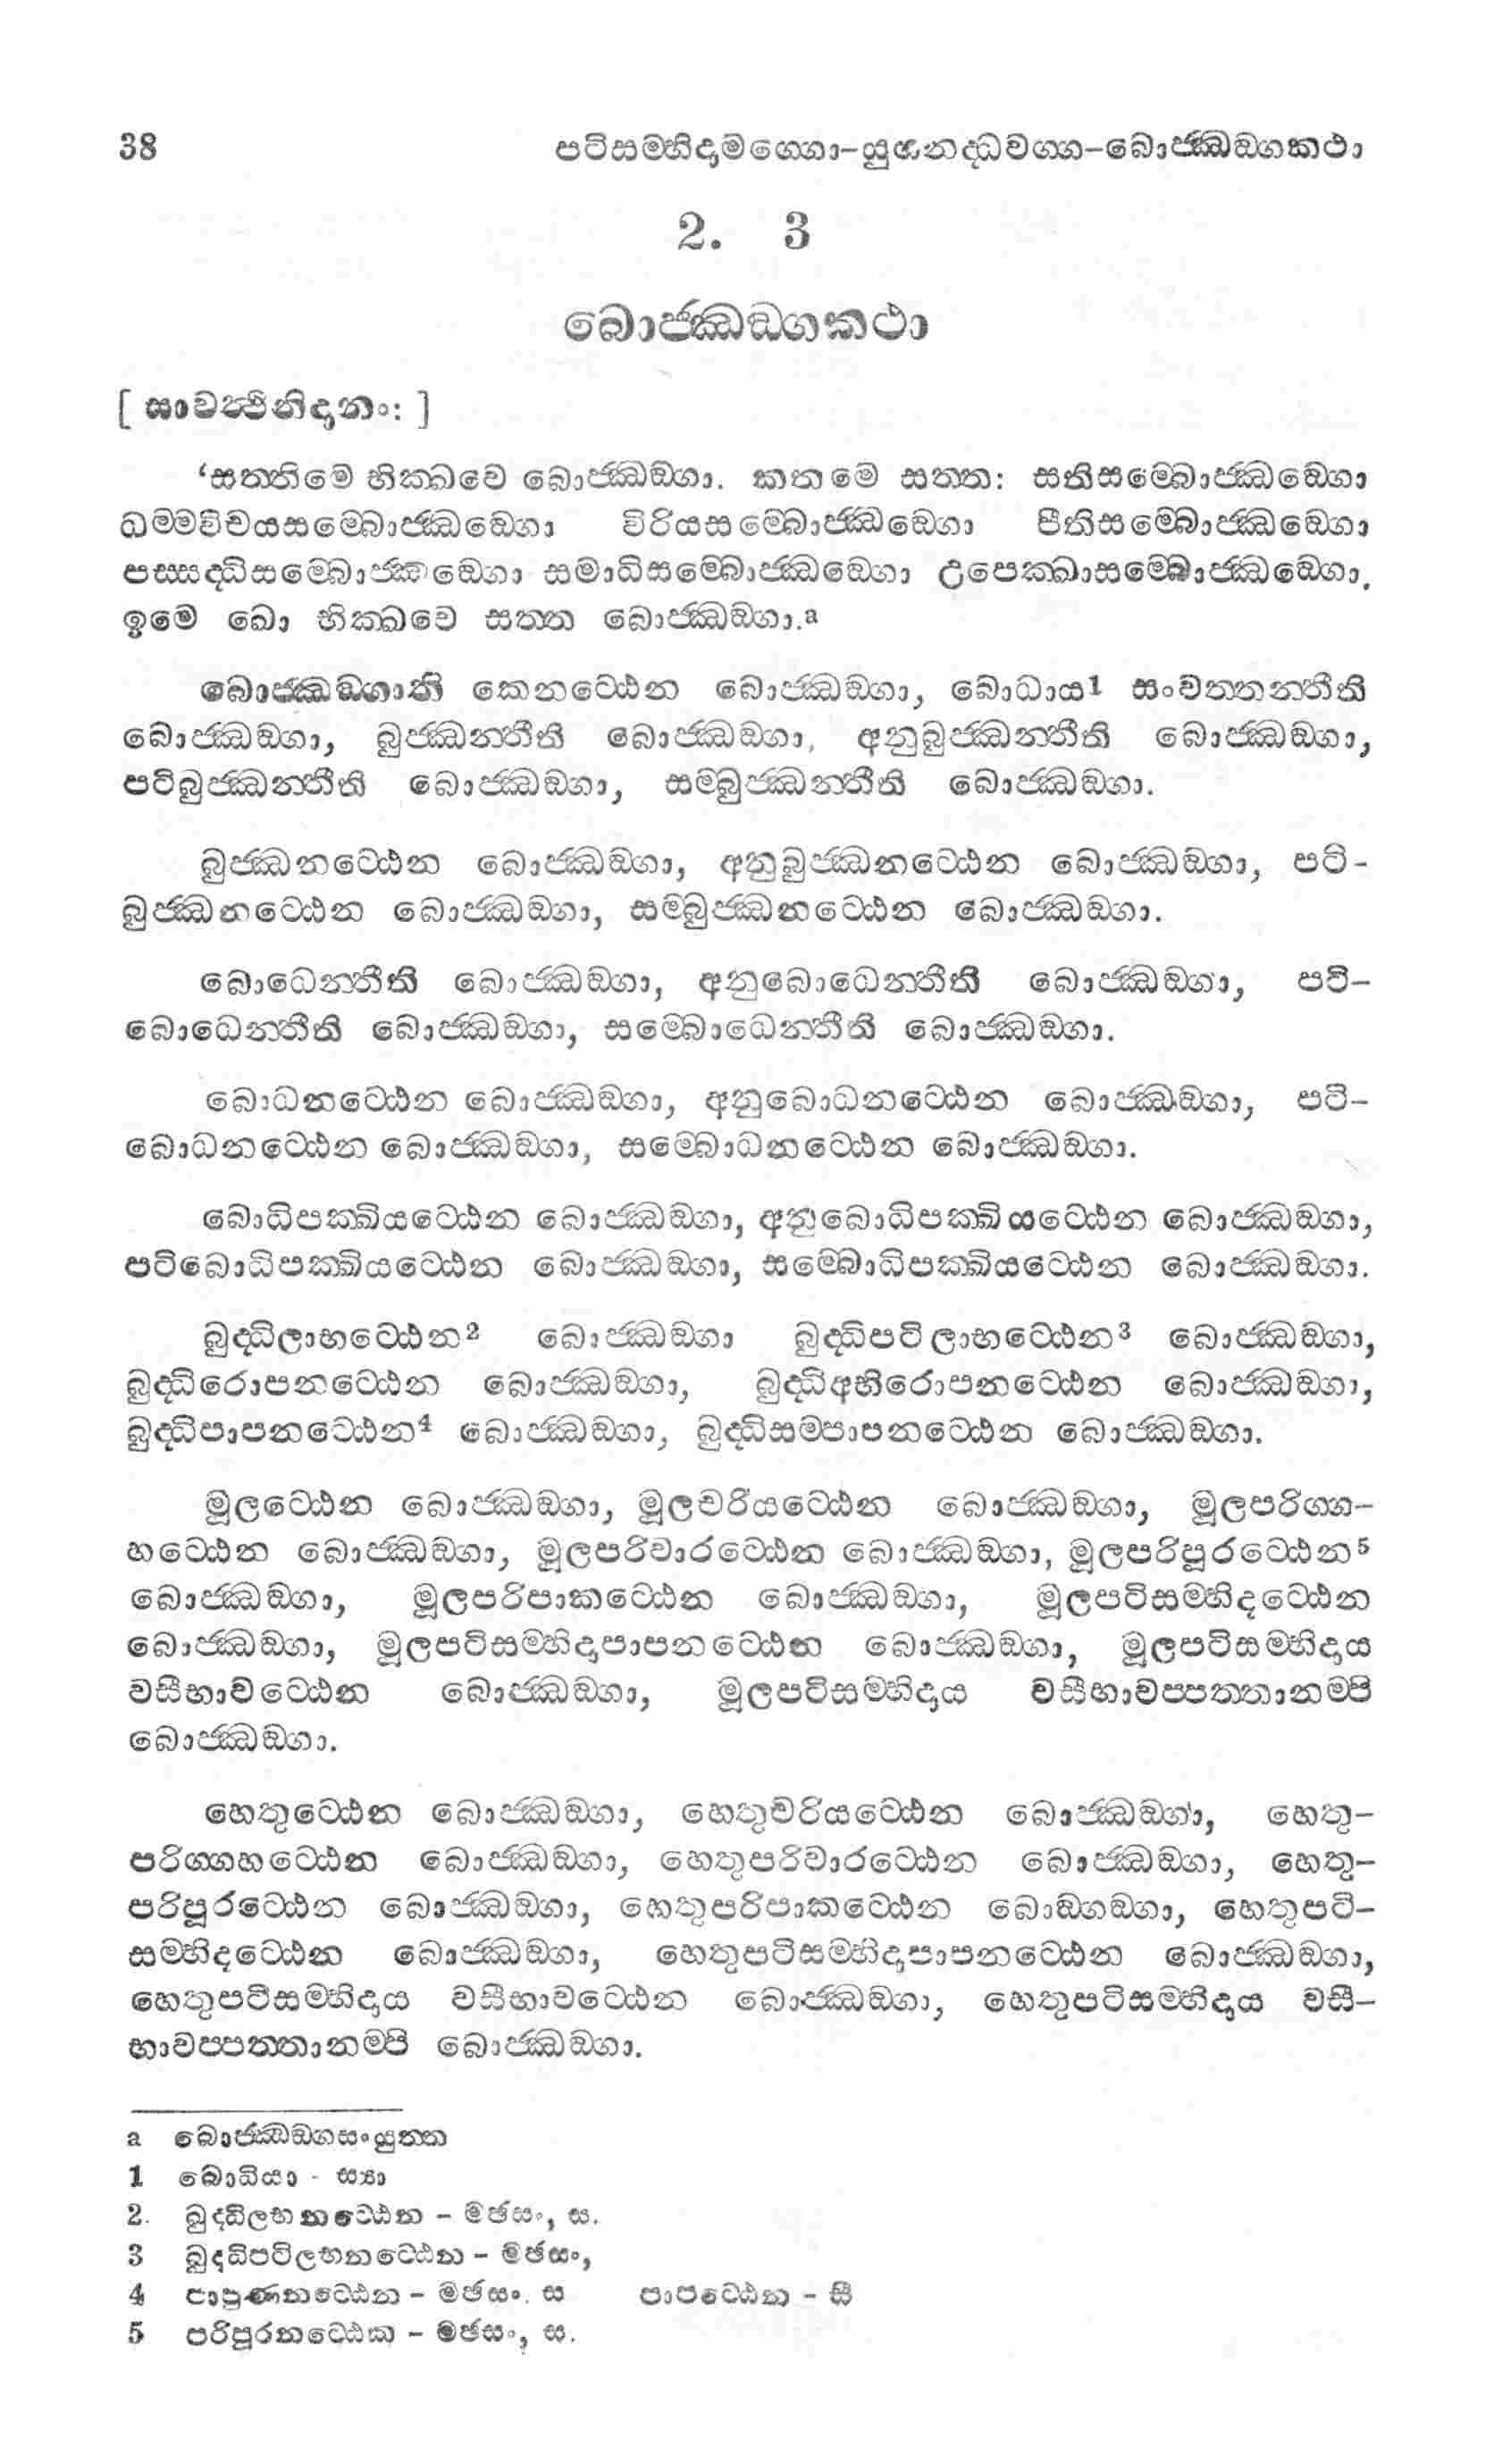 38 පටිසම්භිදාමග්ගො-යුගනද්ධවග්ග-බොජ්ඣඞ්ගකථා
2. 3
බොජ්ඣඞ්ගකථා
[ සාවත්ථිනිදානං: ]
‘සත්තිමෙ භික්ඛවෙ බොජ්ඣඞ්ගා. කතමෙ සත්ත: සතිසම්බොජ්ඣඞ්ගො
ධම්මවිචයසම්බොජ්ඣඞ්ගො විරියසම්බොජ්ඣඞ්ගො පීතිසම්බොජ්ඣඞ්ගො
පස්සද්ධිසම්බොජ්ඣඞ්ගො සමාධිසම්බොජ්ඣඞ්ගො උපෙක්ඛාසම්බොජ්ඣඞ්ගො.
ඉමෙ ඛො භික්ඛවෙ සත්ත බොජ්ඣඞ්ගා.a
බොජ්ඣඞ්ගාති කෙනට්ඨෙන බොජ්ඣඞ්ගා, බොධාය1 සංවත්තන්තීති
බොජ්ඣඞ්ගා, බුජ්ඣන්තීති බොජ්ඣඞ්ගා, අනුබුජ්ඣන්තීති බොජ්ඣඞ්ගා,
පටිබුජ්ඣන්තීති බොජ්ඣඞ්ගා, සම්බුජ්ඣන්තීති බොජ්ඣඞ්ගා.
බුජ්ඣනට්ඨෙන බොජ්ඣඞ්ගා, අනුබුජ්ඣනට්ඨෙන බොජ්ඣඞ්ගා, පටි-
බුජ්ඣනට්ඨෙන බොජ්ඣඞ්ගා, සම්බුජ්ඣනට්ඨෙන බොජ්ඣඞ්ගා.
බොධෙන්තීති බොජ්ඣඞ්ගා, අනුබොධෙන්තීති බොජ්ඣඞ්ගා, පටි-
බොධෙන්තීති බොජ්ඣඞ්ගා, සම්බොධෙන්තීති බොජ්ඣඞ්ගා.
බොධනට්ඨෙන බොජ්ඣඞ්ගා, අනුබොධනට්ඨෙන බොජ්ඣඞ්ගා, පටි-
බොධනට්ඨෙන බොජ්ඣඞ්ගා, සම්බොධනට්ඨෙන බොජ්ඣඞ්ගා.
බොධිපක්ඛියට්ඨෙන බොජ්ඣඞ්ගා, අනුබොධිපක්ඛියට්ඨෙන බොජ්ඣඞ්ගා,
පටිබොධිපක්ඛියට්ඨෙන බොජ්ඣඞ්ගා, සම්බොධිපක්ඛියට්ඨෙන බොජ්ඣඞ්ගා.
බුද්ධිලාභට්ඨෙන2 බොජ්ඣඞ්ගා බුද්ධිපටිලාභට්ඨෙන3 බොජ්ඣඞ්ගා,
බුද්ධිරොපනට්ඨෙන බොජ්ඣඞ්ගා, බුද්ධිඅභිරොපනට්ඨෙන බොජ්ඣඞ්ගා,
බුද්ධිපාපනට්ඨෙන4 බොජ්ඣඞ්ගා, බුද්ධිසම්පාපනට්ඨෙන බොජ්ඣඞ්ගා.
මූලට්ඨෙන බොජ්ඣඞ්ගා, මූලචරියට්ඨෙන බොජ්ඣඞ්ගා, මූලපරිග්ග-
හට්ඨෙන බොජ්ඣඞ්ගා, මූලපරිවාරට්ඨෙන බොජ්ඣඞ්ගා, මූලපරිපූරට්ඨෙන5
බොජ්ඣඞ්ගා, මූලපරිපාකට්ඨෙන බොජ්ඣඞ්ගා, මූලපටිසම්භිදට්ඨෙන
බොජ්ඣඞ්ගා, මූලපටිසම්භිදාපාපනට්ඨෙන බොජ්ඣඞ්ගා, මූලපටිසම්භිදාය
වසීභාවට්ඨෙන බොජ්ඣඞ්ගා, මූලපටිසම්භිදාය වසීභාවප්පත්තානම්පි
බොජ්ඣඞ්ගා.
හෙතුට්ඨෙන බොජ්ඣඞ්ගා, හෙතුචරියට්ඨෙන බොජ්ඣඞ්ගා, හෙතු-
පරිග්ගහට්ඨෙන බොජ්ඣඞ්ගා, හෙතුපරිවාරට්ඨෙන බොජ්ඣඞ්ගා, හෙතු-
පරිපූරට්ඨෙන බොජ්ඣඞ්ගා, හෙතුපරිපාකට්ඨෙන බොඞ්ගඞ්ගා, හෙතුපටි-
සම්භිදට්ඨෙන බොජ්ඣඞ්ගා, හෙතුපටිසම්භිදාපාපනට්ඨෙන බොජ්ඣඞ්ගා,
හෙතුපටිසම්භිදාය වසීභාවට්ඨෙන බොජ්ඣඞ්ගා, හෙතුපටිසම්භිදාය වසී-
භාවප්පත්තානම්පි බොජ්ඣඞ්ගා.
a බොජ්ඣඞ්ගසංයුත්ත
1 බොධියා - ස්‍යා
2. බුද්ධිලභනට්ඨෙන - මඡසං, ස.
3 බුද්ධිපටිලභනට්ඨෙන - මඡසං,
4 පාපුණනට්ඨෙන - මඡසං. ස පාපට්ඨෙන - සී
5 පරිපූරනට්ඨෙක - මඡසං, ස.